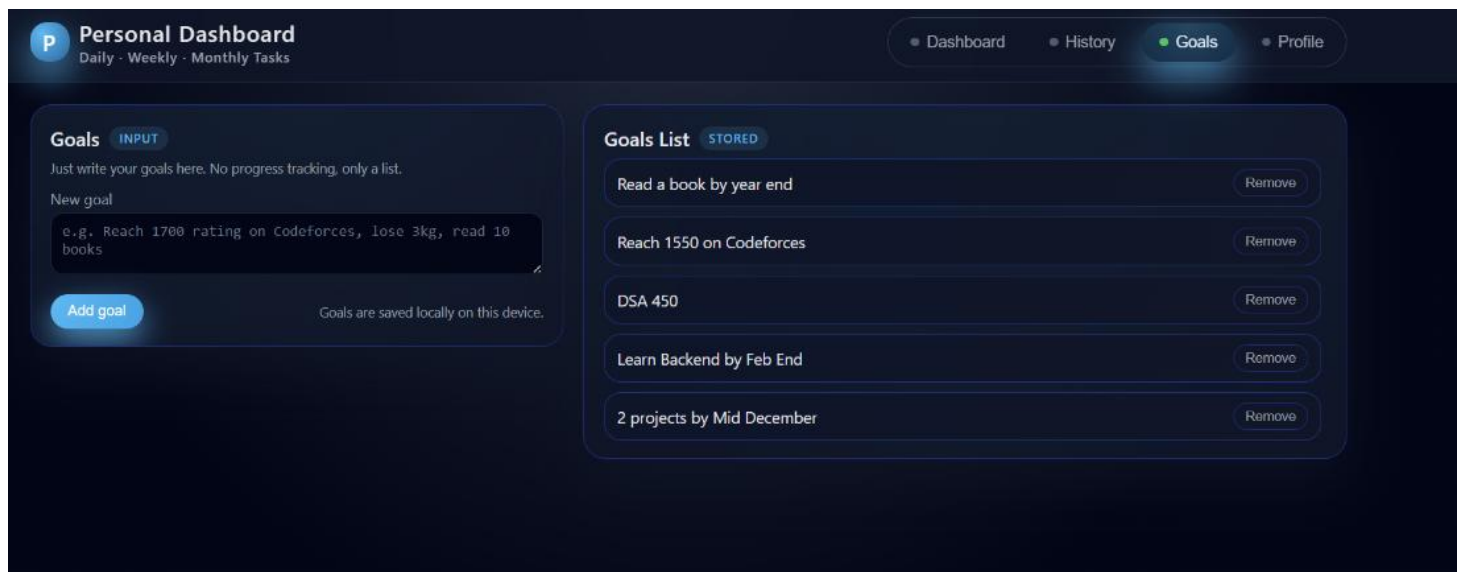 P
Personal Dashboard
Daily · Weekly · Monthly Tasks
Dashboard
History
Goals
Profile
Goals INPUT
Just write your goals here. No progress tracking, only a list.
New goal
e.g. Reach 1700 rating on Codeforces, lose 3kg, read 10
books
Add goal
Goals are saved locally on this device.
Goals List STORED
Read a book by year end Remove
Reach 1550 on Codeforces Remove
DSA 450 Remove
Learn Backend by Feb End Remove
2 projects by Mid December Remove